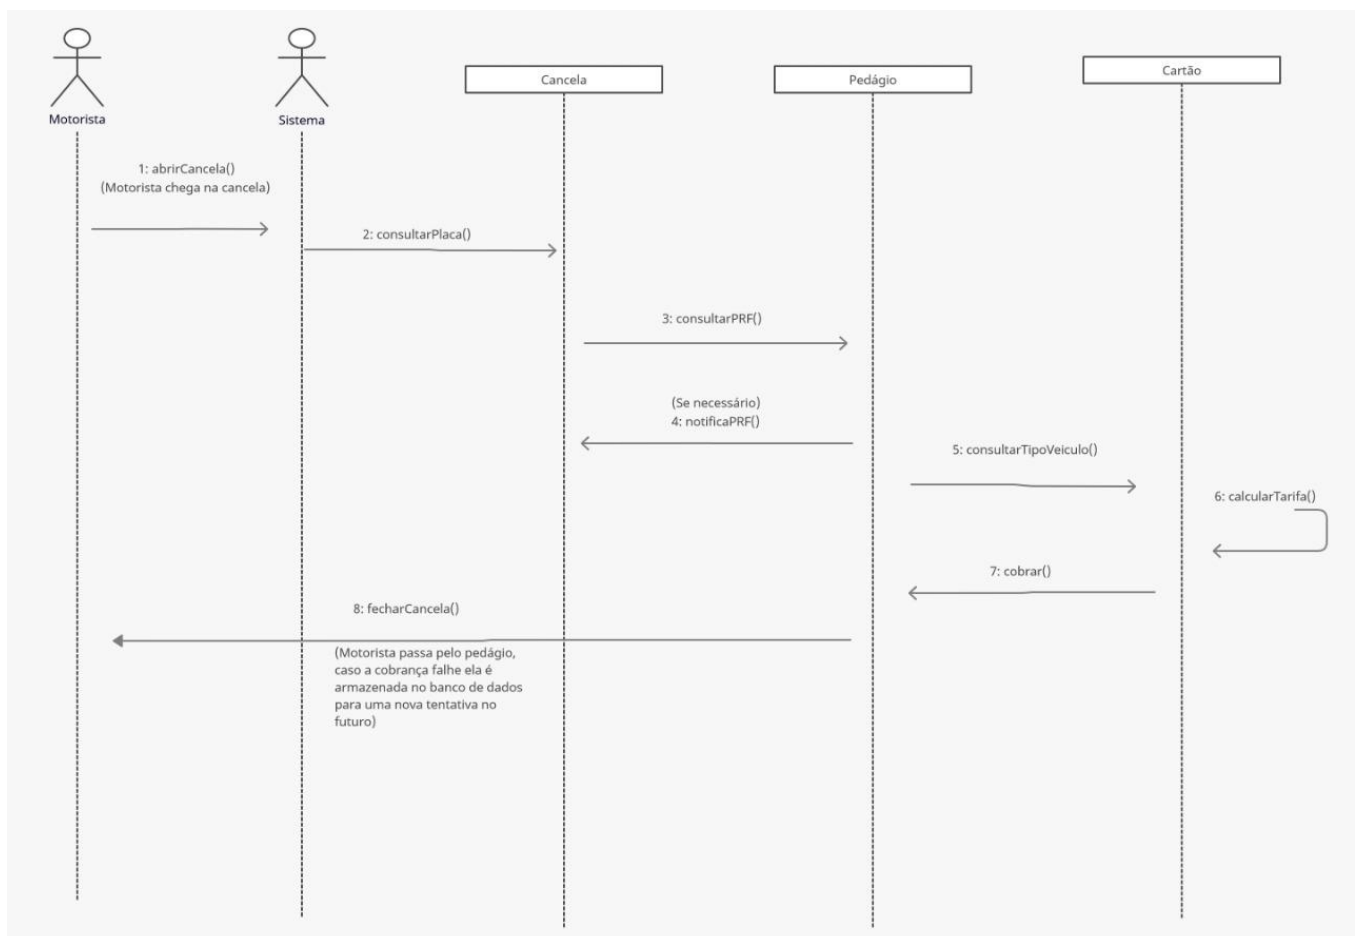 Motorista
Sistema
Cancela
Pedágio
Cartão
1: abrirCancela()
(Motorista chega na cancela)
2: consultarPlaca()
3: consultarPRF()
(Se necessário)
4: notificaPRF()
5: consultarTipoVeiculo()
6: calcularTarifa()
7: cobrar()
8: fecharCancela()
(Motorista passa pelo pedágio,
caso a cobrança falhe ela é
armazenada no banco de dados
para uma nova tentativa no
futuro)